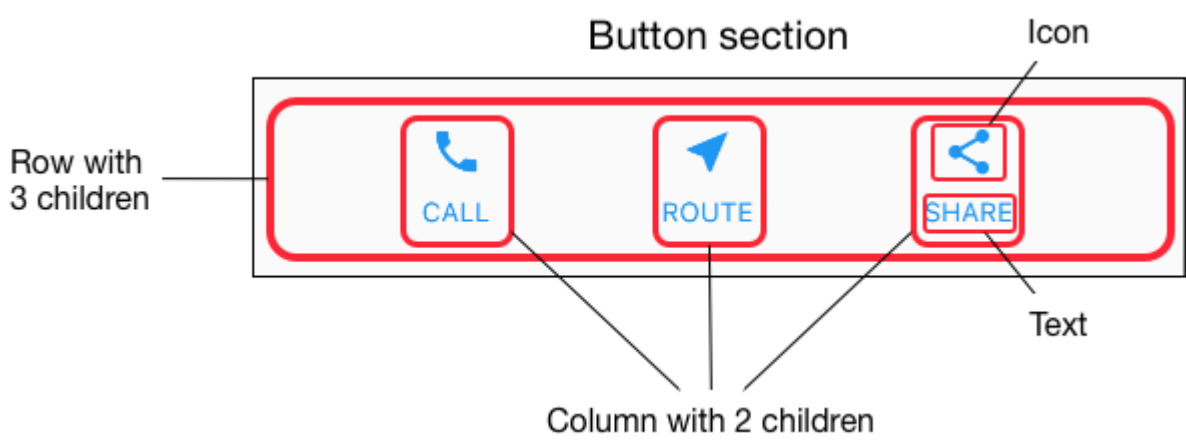 Button section
Icon
Row with
3 children
CALL
ROUTE
SHARE
Text
Column with 2 children